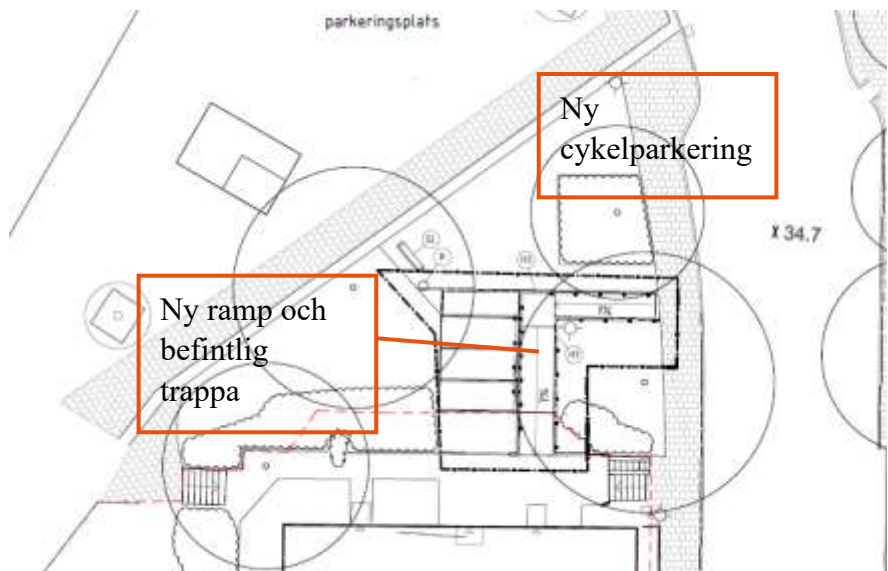 parkeringsplats
Ny
cykelparkering
X 34.7
Ny ramp och
befintlig
trappa